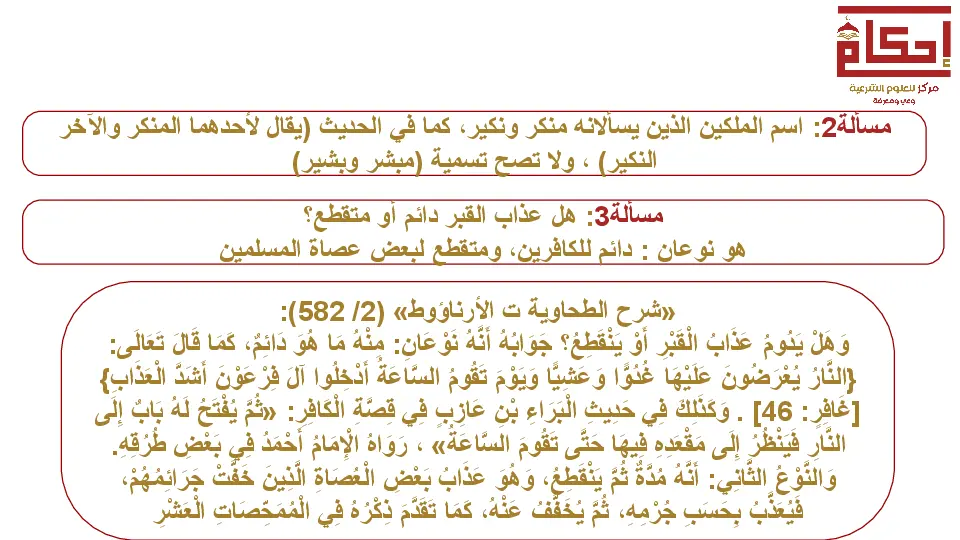 إحكام
مركز للعلوم الشرعية
وعي ومعرفة
مسألة2: اسم الملكين الذين يسألانه منكر ونكير، كما في الحديث (يقال لأحدهما المنكر والآخر
النكير) ، ولا تصح تسمية (مبشر وبشير)
مسألة3: هل عذاب القبر دائم أو متقطع؟
هو نوعان : دائم للكافرين، ومتقطع لبعض عصاة المسلمين
«شرح الطحاوية ت الأرناؤوط» (2/ 582):
وَهَلْ يَدُومُ عَذَابُ الْقَبْرِ أَوْ يَنْقَطِعُ؟ جَوَابُهُ أَنَّهُ نَوْعَانِ: مِنْهُ مَا هُوَ دَائِمٌ، كَمَا قَالَ تَعَالَى:
{النَّارُ يُعْرَضُونَ عَلَيْهَا غُدُوًّا وَعَشِيًّا وَيَوْمَ تَقُومُ السَّاعَةُ أَدْخِلُوا آلَ فِرْعَوْنَ أَشَدَّ الْعَذَابِ}
[غَافِرٍ: 46] . وَكَذَلِكَ فِي حَدِيثِ الْبَرَاءِ بْنِ عَازِبٍ فِي قِصَّةِ الْكَافِرِ: «ثُمَّ يُفْتَحُ لَهُ بَابٌ إِلَى
النَّارِ فَيَنْظُرُ إِلَى مَقْعَدِهِ فِيهَا حَتَّى تَقُومَ السَّاعَةُ» ، رَوَاهُ الْإِمَامُ أَحْمَدُ فِي بَعْضِ طُرُقِهِ.
وَالنَّوْعُ الثَّانِي: أَنَّهُ مُدَّةٌ ثُمَّ يَنْقَطِعُ، وَهُوَ عَذَابُ بَعْضِ الْعُصَاةِ الَّذِينَ خَفَّتْ جَرَائِمُهُمْ،
فَيُعَذَّبُ بِحَسَبِ جُرْمِهِ، ثُمَّ يُخَفَّفُ عَنْهُ، كَمَا تَقَدَّمَ ذِكْرُهُ فِي الْمُمَحِّصَاتِ الْعَشْرِ